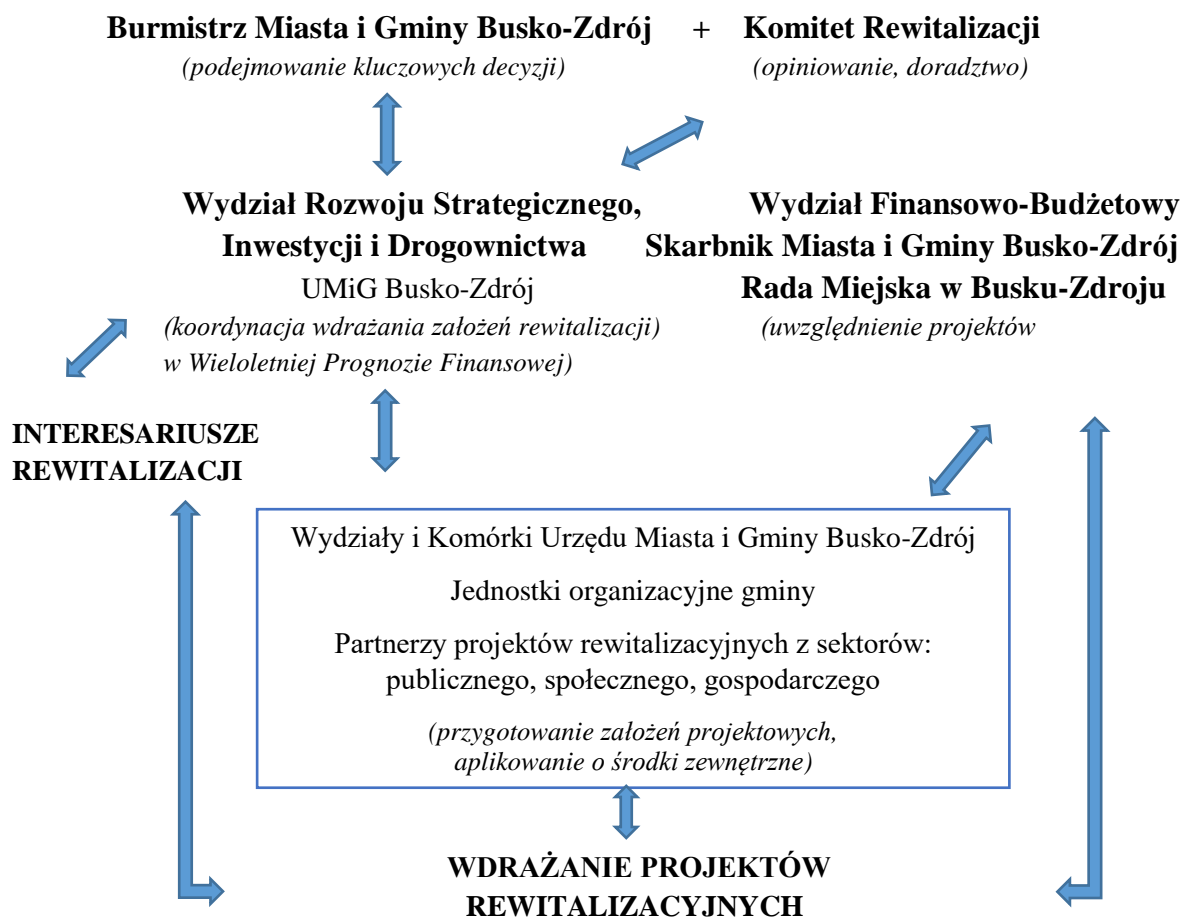 Burmistrz Miasta i Gminy Busko-Zdrój + Komitet Rewitalizacji
(podejmowanie kluczowych decyzji) (opiniowanie, doradztwo)
Wydział Rozwoju Strategicznego, Wydział Finansowo-Budżetowy
Inwestycji i Drogownictwa Skarbnik Miasta i Gminy Busko-Zdrój
UMiG Busko-Zdrój Rada Miejska w Busku-Zdroju
(koordynacja wdrażania założeń rewitalizacji) (uwzględnienie projektów
w Wieloletniej Prognozie Finansowej)
INTERESARIUSZE
REWITALIZACJI
Wydziały i Komórki Urzędu Miasta i Gminy Busko-Zdrój
Jednostki organizacyjne gminy
Partnerzy projektów rewitalizacyjnych z sektorów:
publicznego, społecznego, gospodarczego
(przygotowanie założeń projektowych,
aplikowanie o środki zewnętrzne)
WDRAŻANIE PROJEKTÓW
REWITALIZACYJNYCH